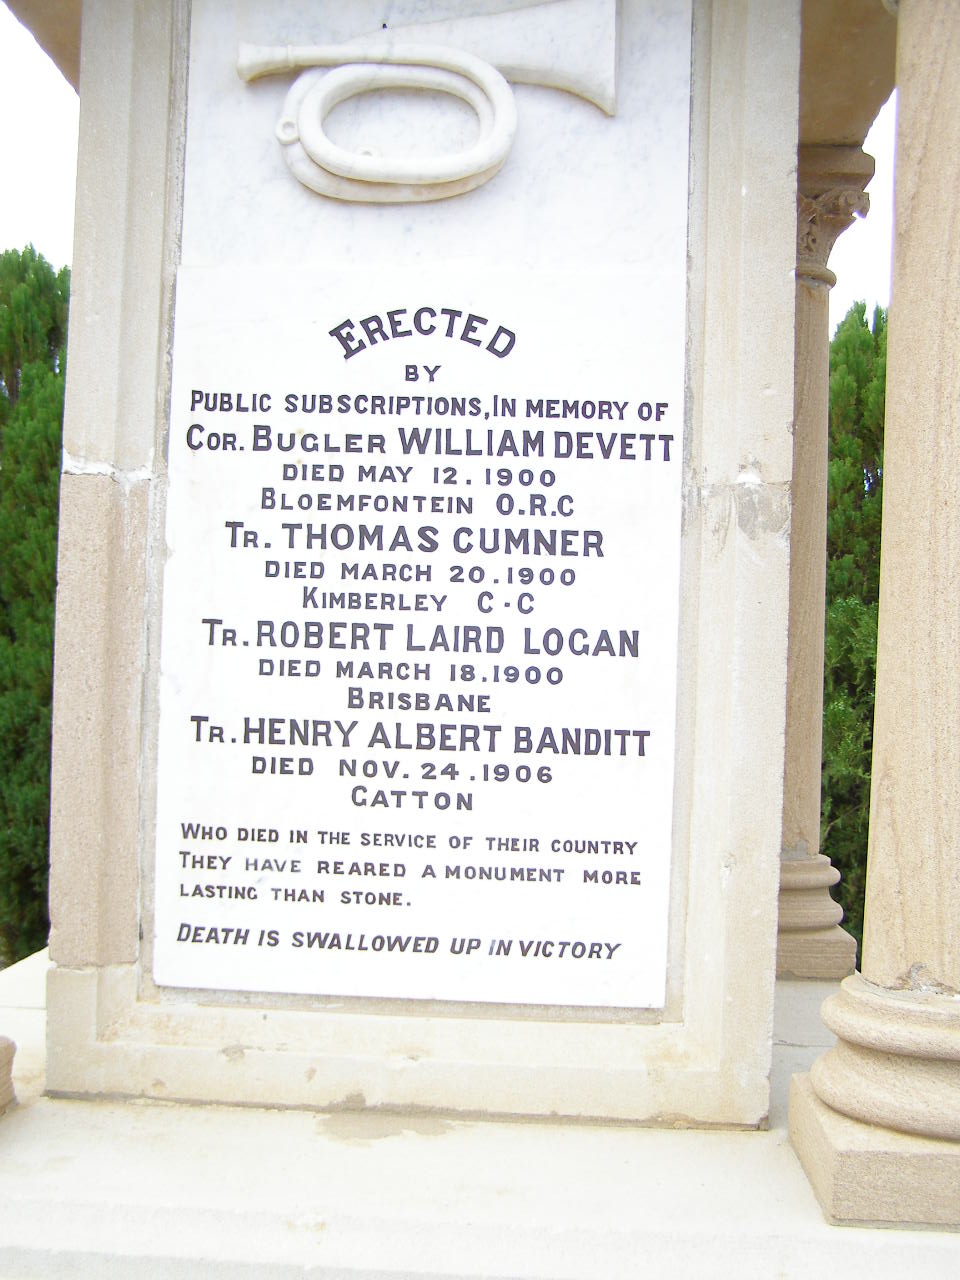 ERECTED
BY
PUBLIC SUBSCRIPTIONS, IN MEMORY OF
COR. BUGLER WILLIAM DEVETT
DIED MAY 12. 1900
BLOEMFONTEIN O.R.C
TR. THOMAS CUMNER
DIED MARCH 20. 1900
KIMBERLEY C·C
TR. ROBERT LAIRD LOGAN
DIED MARCH 18. 1900
BRISBANE
TR. HENRY ALBERT BANDITT
DIED NOV. 24. 1906
GATTON
WHO DIED IN THE SERVICE OF THEIR COUNTRY
THEY HAVE REARED A MONUMENT MORE
LASTING THAN STONE.
DEATH IS SWALLOWED UP IN VICTORY